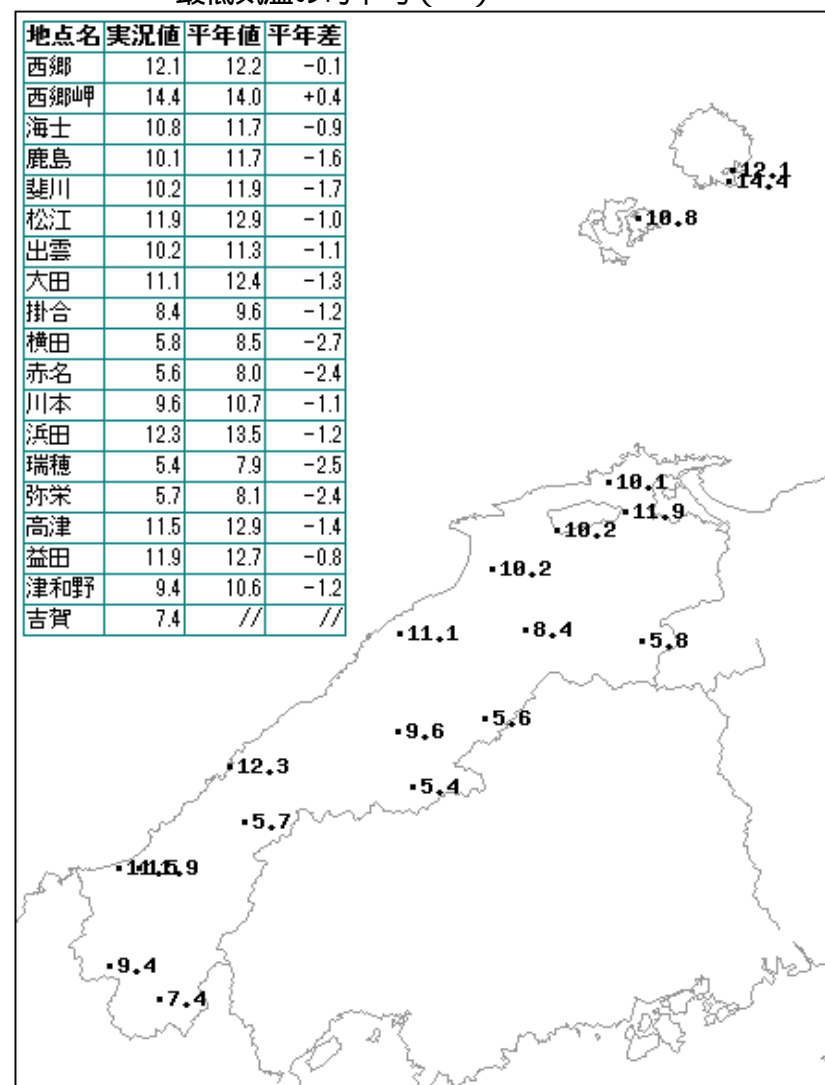 地点名 実況値 平年値 平年差
西郷 12.1 12.2 -0.1
西郷岬 14.4 14.0 +0.4
海士 10.8 11.7 -0.9
鹿島 10.1 11.7 -1.6
斐川 10.2 11.9 -1.7
松江 11.9 12.9 -1.0
出雲 10.2 11.3 -1.1
大田 11.1 12.4 -1.3
掛合 8.4 9.6 -1.2
横田 5.8 8.5 -2.7
赤名 5.6 8.0 -2.4
川本 9.6 10.7 -1.1
浜田 12.3 13.5 -1.2
瑞穂 5.4 7.9 -2.5
弥栄 5.7 8.1 -2.4
高津 11.5 12.9 -1.4
益田 11.9 12.7 -0.8
津和野 9.4 10.6 -1.2
吉賀 7.4 // //
12.1
14.4
10.8
10.1
11.9
10.2
10.2
11.1
8.4
5.8
5.6
9.6
12.3
5.4
5.7
9.4
7.4